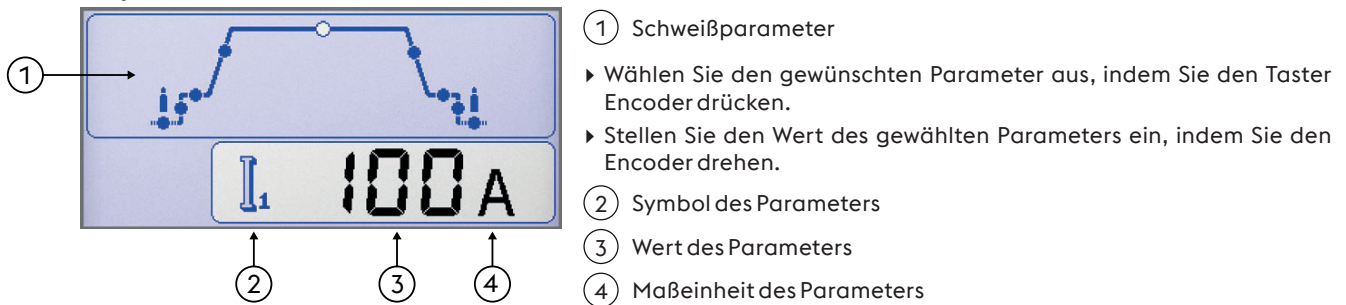 1 Schweißparameter
Wählen Sie den gewünschten Parameter aus, indem Sie den Taster
Encoder drücken.
Stellen Sie den Wert des gewählten Parameters ein, indem Sie den
Encoder drehen.
2 Symbol des Parameters
3 Wert des Parameters
4 Maßeinheit des Parameters
1
I1 100 A
2 3 4